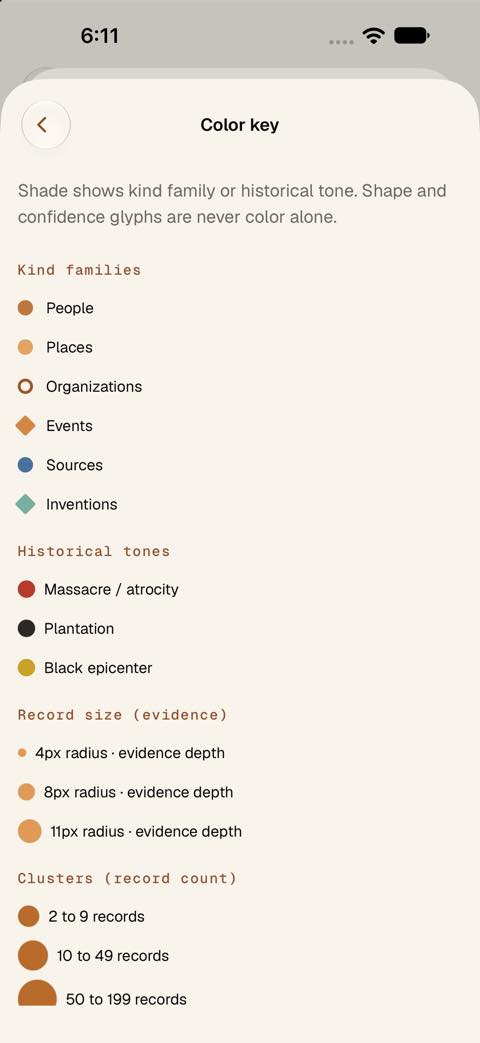 6:11
Color key
Shade shows kind family or historical tone. Shape and
confidence glyphs are never color alone.
Kind families
People
Places
Organizations
Events
Sources
Inventions
Historical tones
Massacre / atrocity
Plantation
Black epicenter
Record size (evidence)
4px radius · evidence depth
8px radius · evidence depth
11px radius · evidence depth
Clusters (record count)
2 to 9 records
10 to 49 records
50 to 199 records